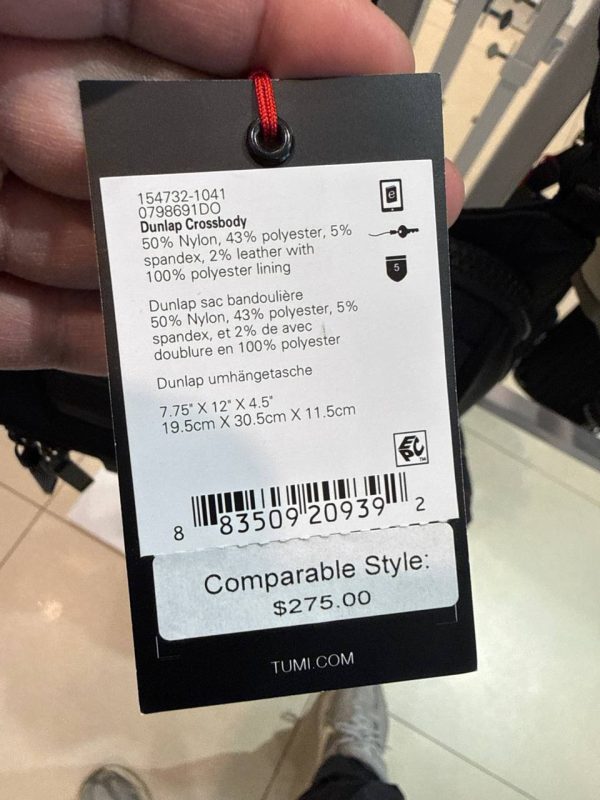 154732-1041
0798691DO
Dunlap Crossbody
50% Nylon, 43% polyester, 5%
spandex, 2% leather with
100% polyester lining
Dunlap sac bandoulière
50% Nylon, 43% polyester, 5%
spandex, et 2% de avec
doublure en 100% polyester
Dunlap umhängetasche
7.75" X 12" X 4.5"
19.5cm X 30.5cm X 11.5cm
e
5
EPC™
8 83509 20939 2
Comparable Style:
$275.00
TUMI.COM